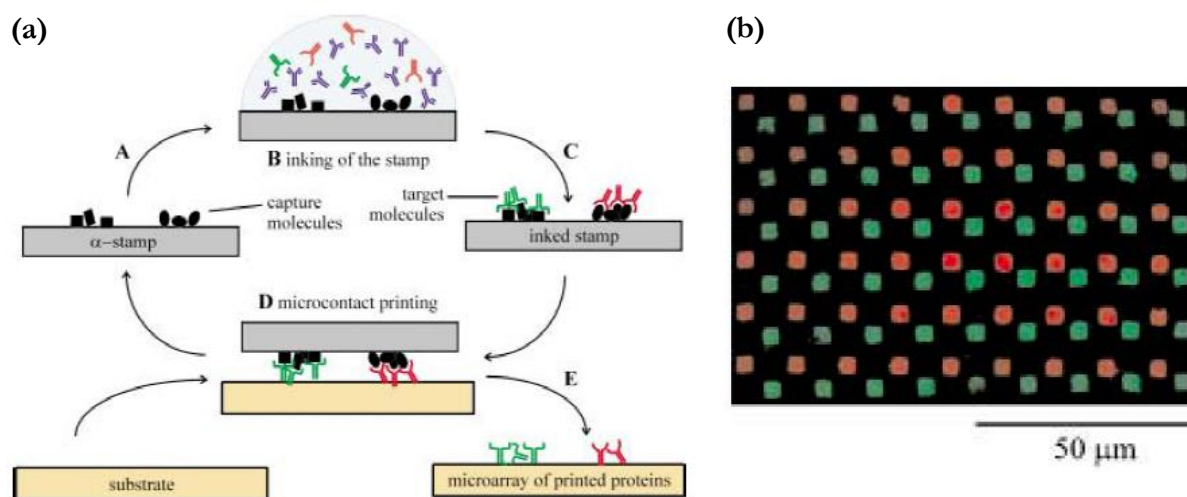 (a)
(b)
A
B inking of the stamp
C
capture
molecules
target
molecules
α-stamp
inked stamp
D microcontact printing
E
substrate
microarray of printed proteins
50 μm